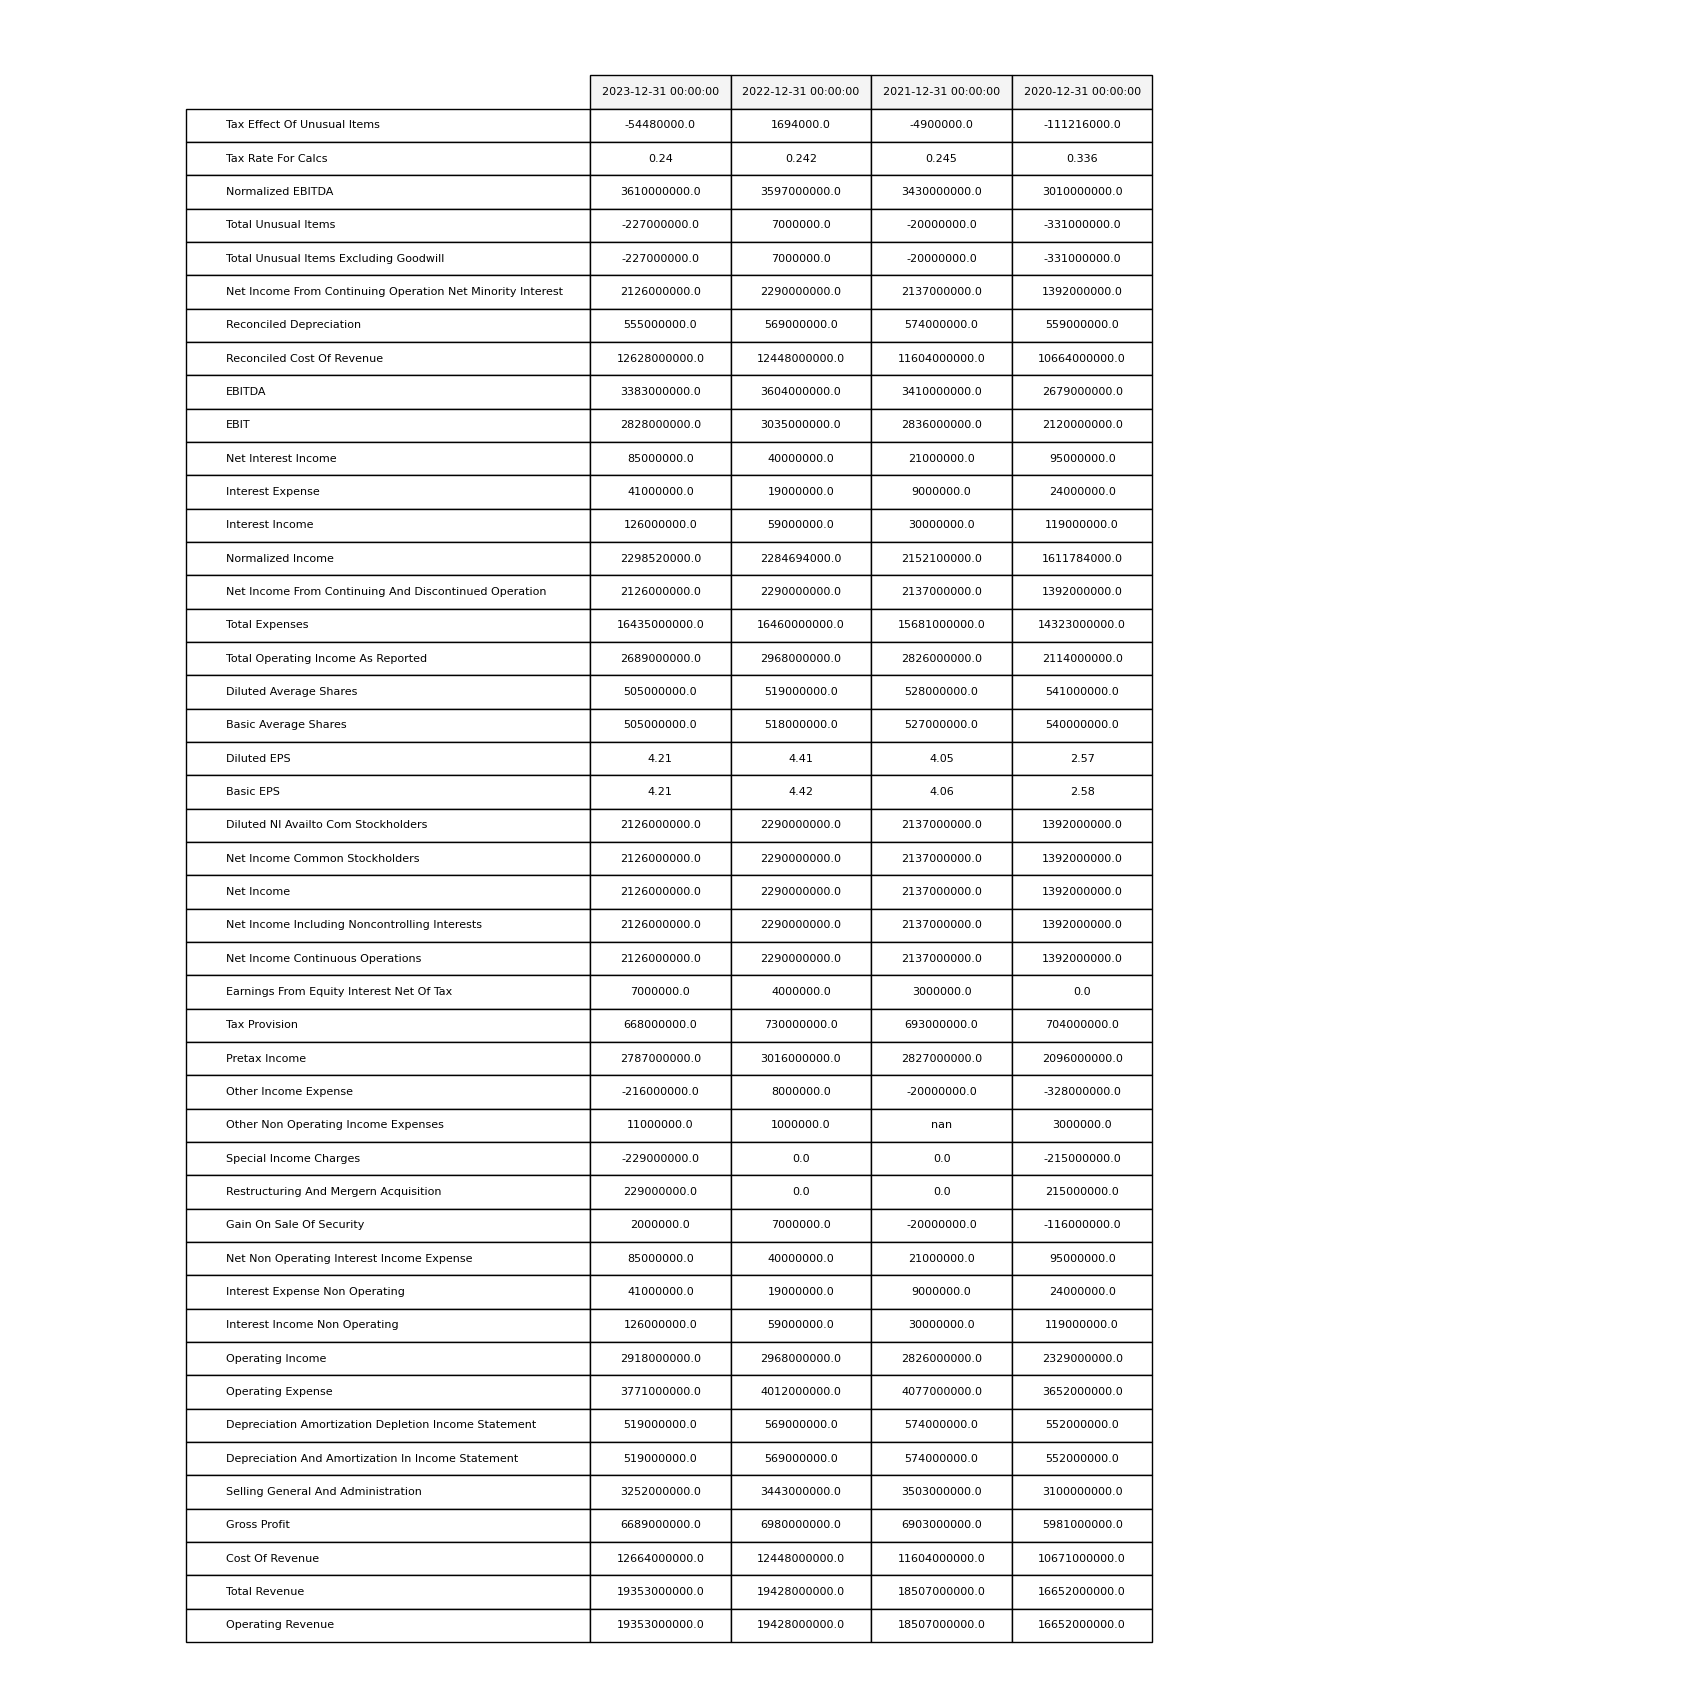 2023-12-31 00:00:00 2022-12-31 00:00:00 2021-12-31 00:00:00 2020-12-31 00:00:00
Tax Effect Of Unusual Items -54480000.0 1694000.0 -4900000.0 -111216000.0
Tax Rate For Calcs 0.24 0.242 0.245 0.336
Normalized EBITDA 3610000000.0 3597000000.0 3430000000.0 3010000000.0
Total Unusual Items -227000000.0 7000000.0 -20000000.0 -331000000.0
Total Unusual Items Excluding Goodwill -227000000.0 7000000.0 -20000000.0 -331000000.0
Net Income From Continuing Operation Net Minority Interest 2126000000.0 2290000000.0 2137000000.0 1392000000.0
Reconciled Depreciation 555000000.0 569000000.0 574000000.0 559000000.0
Reconciled Cost Of Revenue 12628000000.0 12448000000.0 11604000000.0 10664000000.0
EBITDA 3383000000.0 3604000000.0 3410000000.0 2679000000.0
EBIT 2828000000.0 3035000000.0 2836000000.0 2120000000.0
Net Interest Income 85000000.0 40000000.0 21000000.0 95000000.0
Interest Expense 41000000.0 19000000.0 9000000.0 24000000.0
Interest Income 126000000.0 59000000.0 30000000.0 119000000.0
Normalized Income 2298520000.0 2284694000.0 2152100000.0 1611784000.0
Net Income From Continuing And Discontinued Operation 2126000000.0 2290000000.0 2137000000.0 1392000000.0
Total Expenses 16435000000.0 16460000000.0 15681000000.0 14323000000.0
Total Operating Income As Reported 2689000000.0 2968000000.0 2826000000.0 2114000000.0
Diluted Average Shares 505000000.0 519000000.0 528000000.0 541000000.0
Basic Average Shares 505000000.0 518000000.0 527000000.0 540000000.0
Diluted EPS 4.21 4.41 4.05 2.57
Basic EPS 4.21 4.42 4.06 2.58
Diluted NI Availto Com Stockholders 2126000000.0 2290000000.0 2137000000.0 1392000000.0
Net Income Common Stockholders 2126000000.0 2290000000.0 2137000000.0 1392000000.0
Net Income 2126000000.0 2290000000.0 2137000000.0 1392000000.0
Net Income Including Noncontrolling Interests 2126000000.0 2290000000.0 2137000000.0 1392000000.0
Net Income Continuous Operations 2126000000.0 2290000000.0 2137000000.0 1392000000.0
Earnings From Equity Interest Net Of Tax 7000000.0 4000000.0 3000000.0 0.0
Tax Provision 668000000.0 730000000.0 693000000.0 704000000.0
Pretax Income 2787000000.0 3016000000.0 2827000000.0 2096000000.0
Other Income Expense -216000000.0 8000000.0 -20000000.0 -328000000.0
Other Non Operating Income Expenses 11000000.0 1000000.0 nan 3000000.0
Special Income Charges -229000000.0 0.0 0.0 -215000000.0
Restructuring And Mergern Acquisition 229000000.0 0.0 0.0 215000000.0
Gain On Sale Of Security 2000000.0 7000000.0 -20000000.0 -116000000.0
Net Non Operating Interest Income Expense 85000000.0 40000000.0 21000000.0 95000000.0
Interest Expense Non Operating 41000000.0 19000000.0 9000000.0 24000000.0
Interest Income Non Operating 126000000.0 59000000.0 30000000.0 119000000.0
Operating Income 2918000000.0 2968000000.0 2826000000.0 2329000000.0
Operating Expense 3771000000.0 4012000000.0 4077000000.0 3652000000.0
Depreciation Amortization Depletion Income Statement 519000000.0 569000000.0 574000000.0 552000000.0
Depreciation And Amortization In Income Statement 519000000.0 569000000.0 574000000.0 552000000.0
Selling General And Administration 3252000000.0 3443000000.0 3503000000.0 3100000000.0
Gross Profit 6689000000.0 6980000000.0 6903000000.0 5981000000.0
Cost Of Revenue 12664000000.0 12448000000.0 11604000000.0 10671000000.0
Total Revenue 19353000000.0 19428000000.0 18507000000.0 16652000000.0
Operating Revenue 19353000000.0 19428000000.0 18507000000.0 16652000000.0